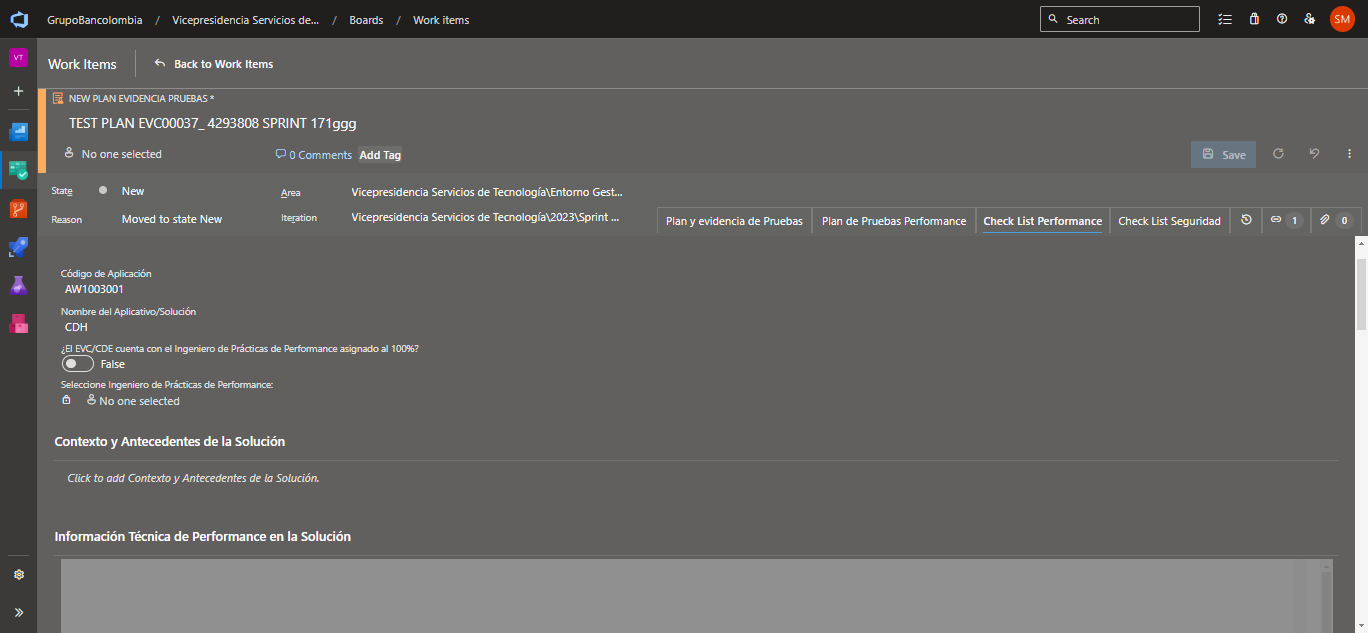 GrupoBancolombia / Vicepresidencia Servicios de... / Boards / Work items
Search
SM
VT
Work Items
Back to Work Items
NEW PLAN EVIDENCIA PRUEBAS *
TEST PLAN EVC00037_ 4293808 SPRINT 171ggg
No one selected
0 Comments
Add Tag
Save
State
New
Area
Vicepresidencia Servicios de Tecnología\Entorno Gest...
Reason
Moved to state New
Iteration
Vicepresidencia Servicios de Tecnología\2023\Sprint ...
Plan y evidencia de Pruebas
Plan de Pruebas Performance
Check List Performance
Check List Seguridad
1
0
Código de Aplicación
AW1003001
Nombre del Aplicativo/Solución
CDH
¿El EVC/CDE cuenta con el Ingeniero de Prácticas de Performance asignado al 100%?
False
Seleccione Ingeniero de Prácticas de Performance:
No one selected
Contexto y Antecedentes de la Solución
Click to add Contexto y Antecedentes de la Solución.
Información Técnica de Performance en la Solución